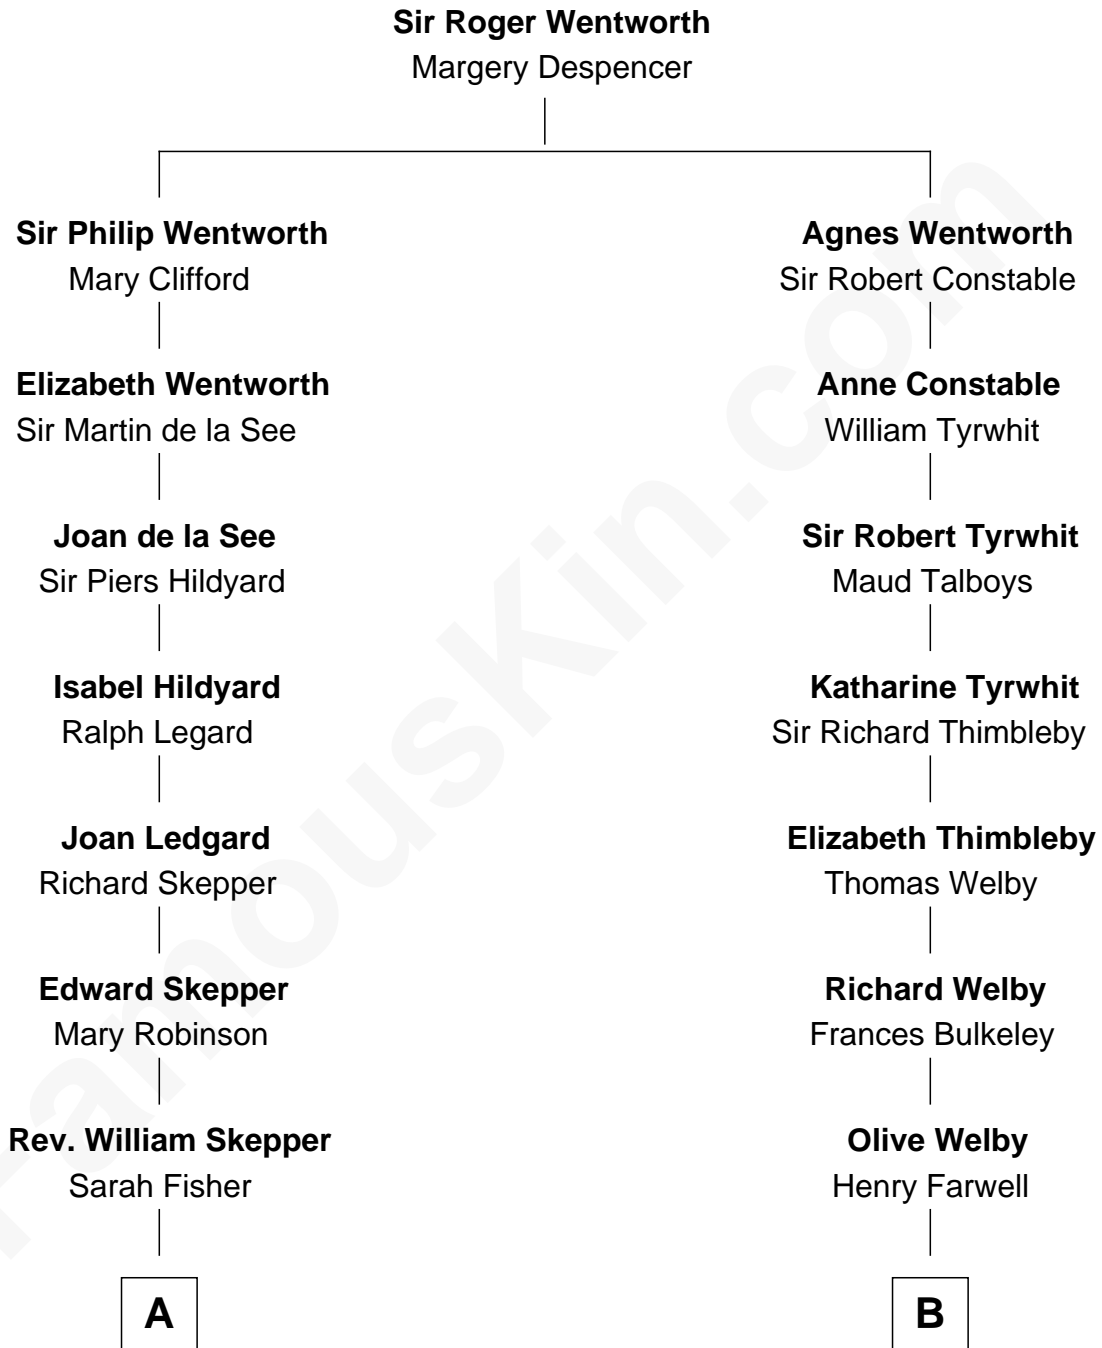 Sir Roger Wentworth
Margery Despencer
Sir Philip Wentworth
Mary Clifford
Agnes Wentworth
Sir Robert Constable
Elizabeth Wentworth
Sir Martin de la See
Anne Constable
William Tyrwhit
Joan de la See
Sir Piers Hildyard
Sir Robert Tyrwhit
Maud Talboys
Isabel Hildyard
Ralph Legard
Katharine Tyrwhit
Sir Richard Thimbleby
Joan Ledgard
Richard Skepper
Elizabeth Thimbleby
Thomas Welby
Edward Skepper
Mary Robinson
Richard Welby
Frances Bulkeley
Rev. William Skepper
Sarah Fisher
Olive Welby
Henry Farwell
A
B
FamousKin.com